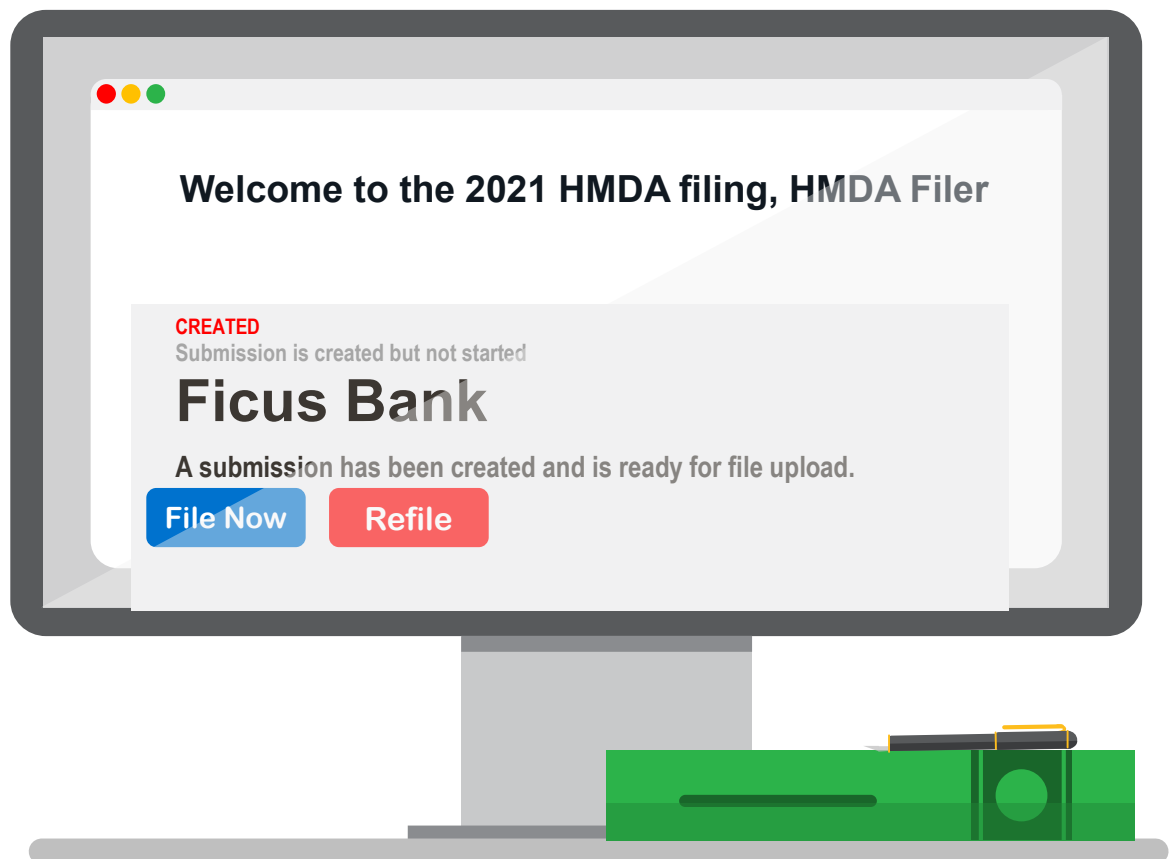 Welcome to the 2021 HMDA filing, HMDA Filer
CREATED
Submission is created but not started
Ficus Bank
A submission has been created and is ready for file upload.
File Now
Refile